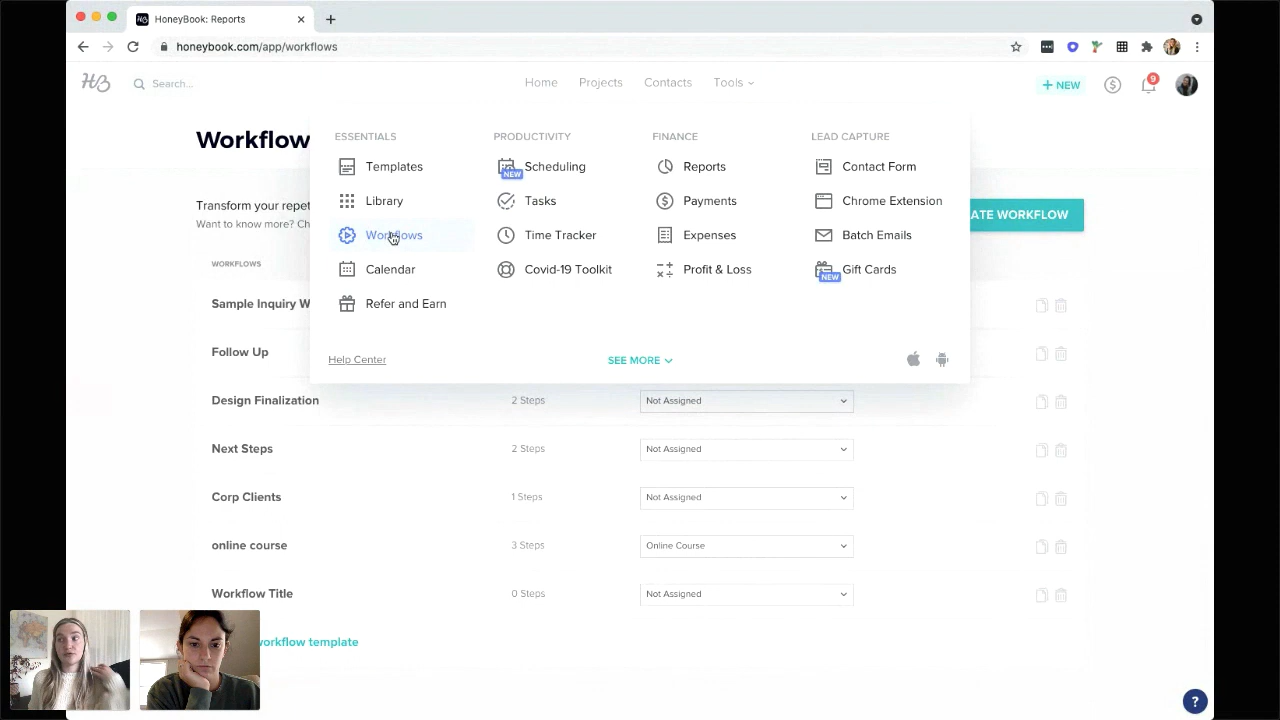 HoneyBook: Reports
honeybook.com/app/workflows
HB
Search...
Home
Projects
Contacts
Tools
+ NEW
9
Workflow
ESSENTIALS
Templates
Library
Workflows
Calendar
Refer and Earn
PRODUCTIVITY
Scheduling
NEW
Tasks
Time Tracker
Covid-19 Toolkit
FINANCE
Reports
Payments
Expenses
Profit & Loss
LEAD CAPTURE
Contact Form
Chrome Extension
Batch Emails
Gift Cards
NEW
Help Center
SEE MORE
Transform your repet
Want to know more? Ch
ATE WORKFLOW
WORKFLOWS
Sample Inquiry W
Follow Up
Design Finalization 2 Steps Not Assigned
Next Steps 2 Steps Not Assigned
Corp Clients 1 Steps Not Assigned
online course 3 Steps Online Course
Workflow Title 0 Steps Not Assigned
workflow template
?